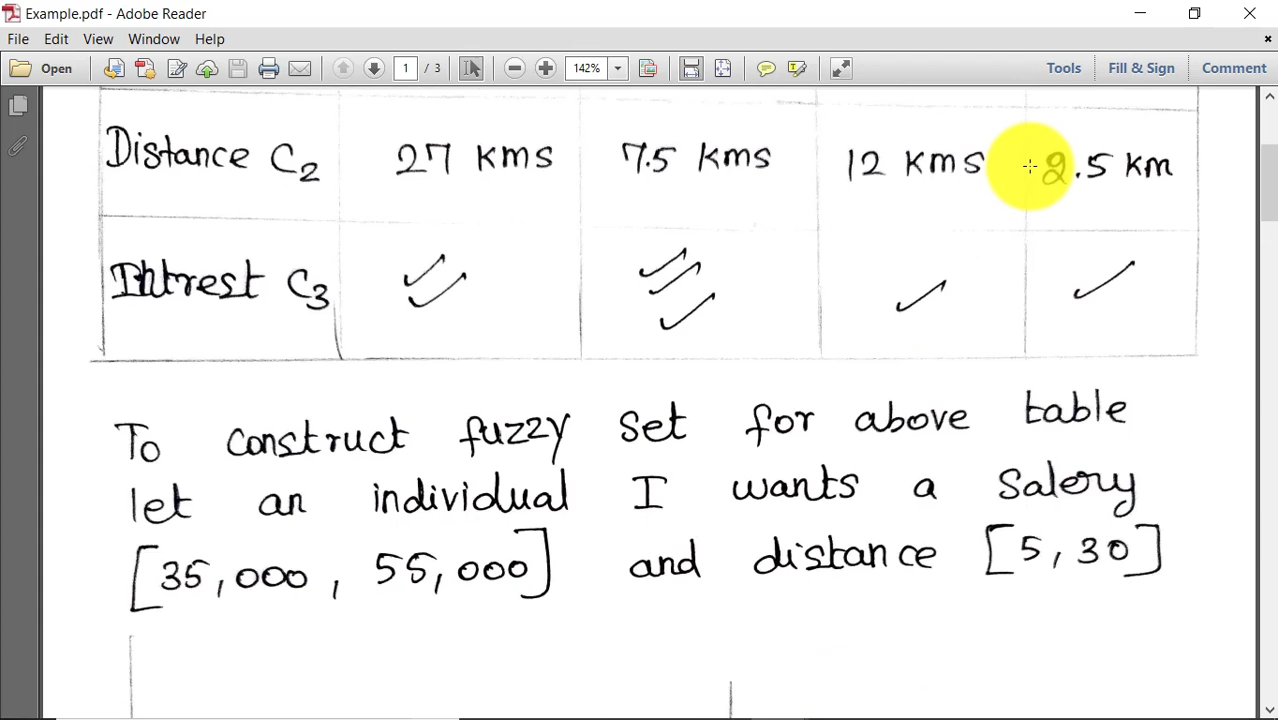 Example.pdf - Adobe Reader
File Edit View Window Help
Open 1 / 3 142% Tools Fill & Sign Comment
Distance C2 27 kms 7.5 kms 12 kms 2.5 km
Intrest C3
To construct fuzzy set for above table
let an individual I wants a Salery
[35,000, 55,000] and distance [5, 30]